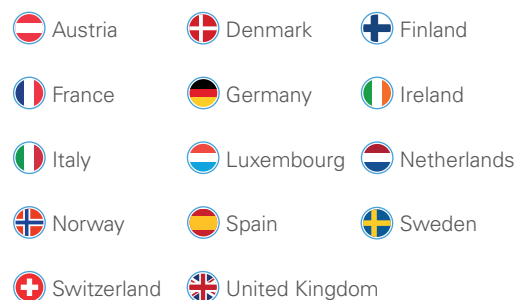 Austria Denmark Finland
France Germany Ireland
Italy Luxembourg Netherlands
Norway Spain Sweden
Switzerland United Kingdom